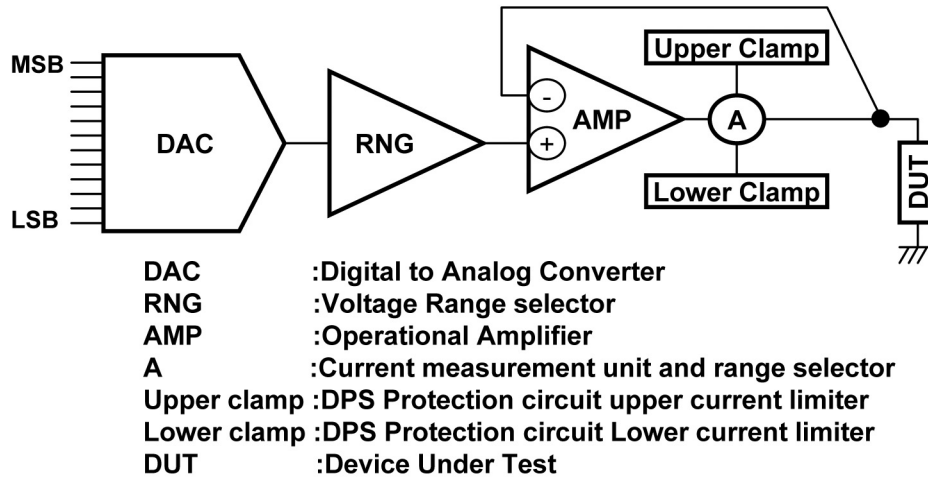 MSB
LSB
DAC
RNG
-
+
AMP
Upper Clamp
A
Lower Clamp
DUT
DAC :Digital to Analog Converter
RNG :Voltage Range selector
AMP :Operational Amplifier
A :Current measurement unit and range selector
Upper clamp :DPS Protection circuit upper current limiter
Lower clamp :DPS Protection circuit Lower current limiter
DUT :Device Under Test